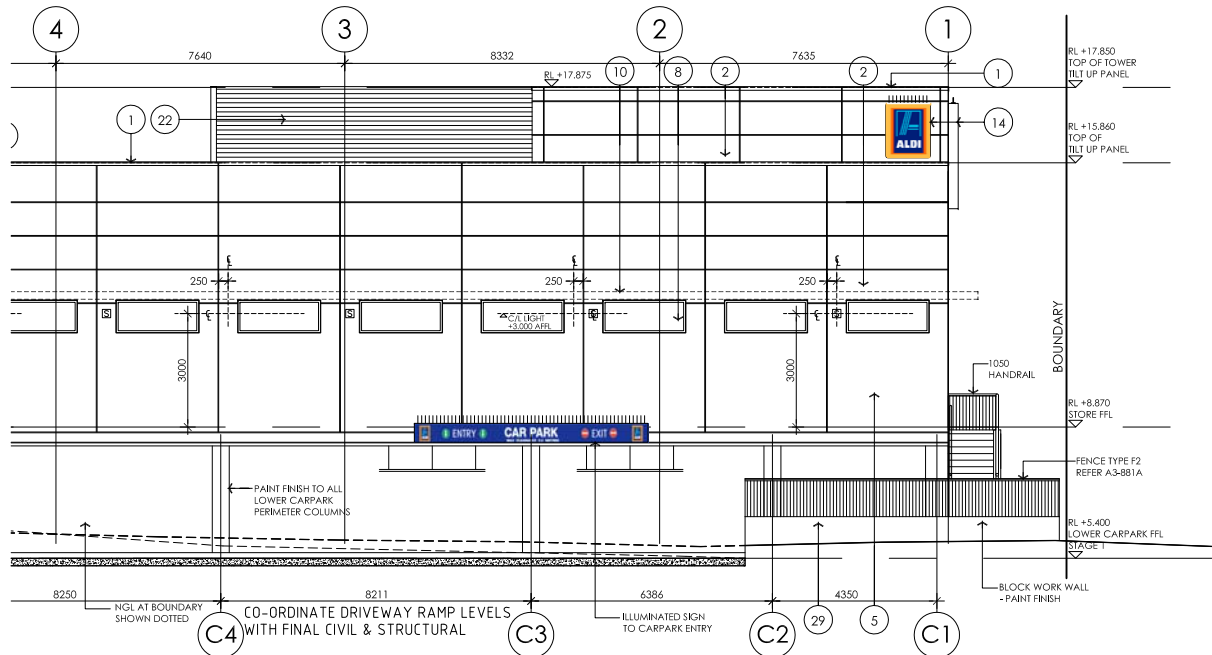 4
3
2
1
7640
8332
7635
RL +17.850
TOP OF TOWER
TILT UP PANEL
RL +17.875
10
8
2
2
1
1
22
14
ALDI
RL +15.860
TOP OF
TILT UP PANEL
250
250
250
S
S
S
S
C/L LIGHT
+3.000 AFFL
3000
3000
BOUNDARY
1050
HANDRAIL
RL +8.870
STORE FFL
ENTRY
CAR PARK
EXIT
FENCE TYPE F2
REFER A3-881A
PAINT FINISH TO ALL
LOWER CARPARK
PERIMETER COLUMNS
RL +5.400
LOWER CARPARK FFL
STAGE 1
8250
8211
6386
4350
NGL AT BOUNDARY
SHOWN DOTTED
C4
CO-ORDINATE DRIVEWAY RAMP LEVELS
WITH FINAL CIVIL & STRUCTURAL
C3
ILLUMINATED SIGN
TO CARPARK ENTRY
C2
29
5
C1
BLOCK WORK WALL
- PAINT FINISH